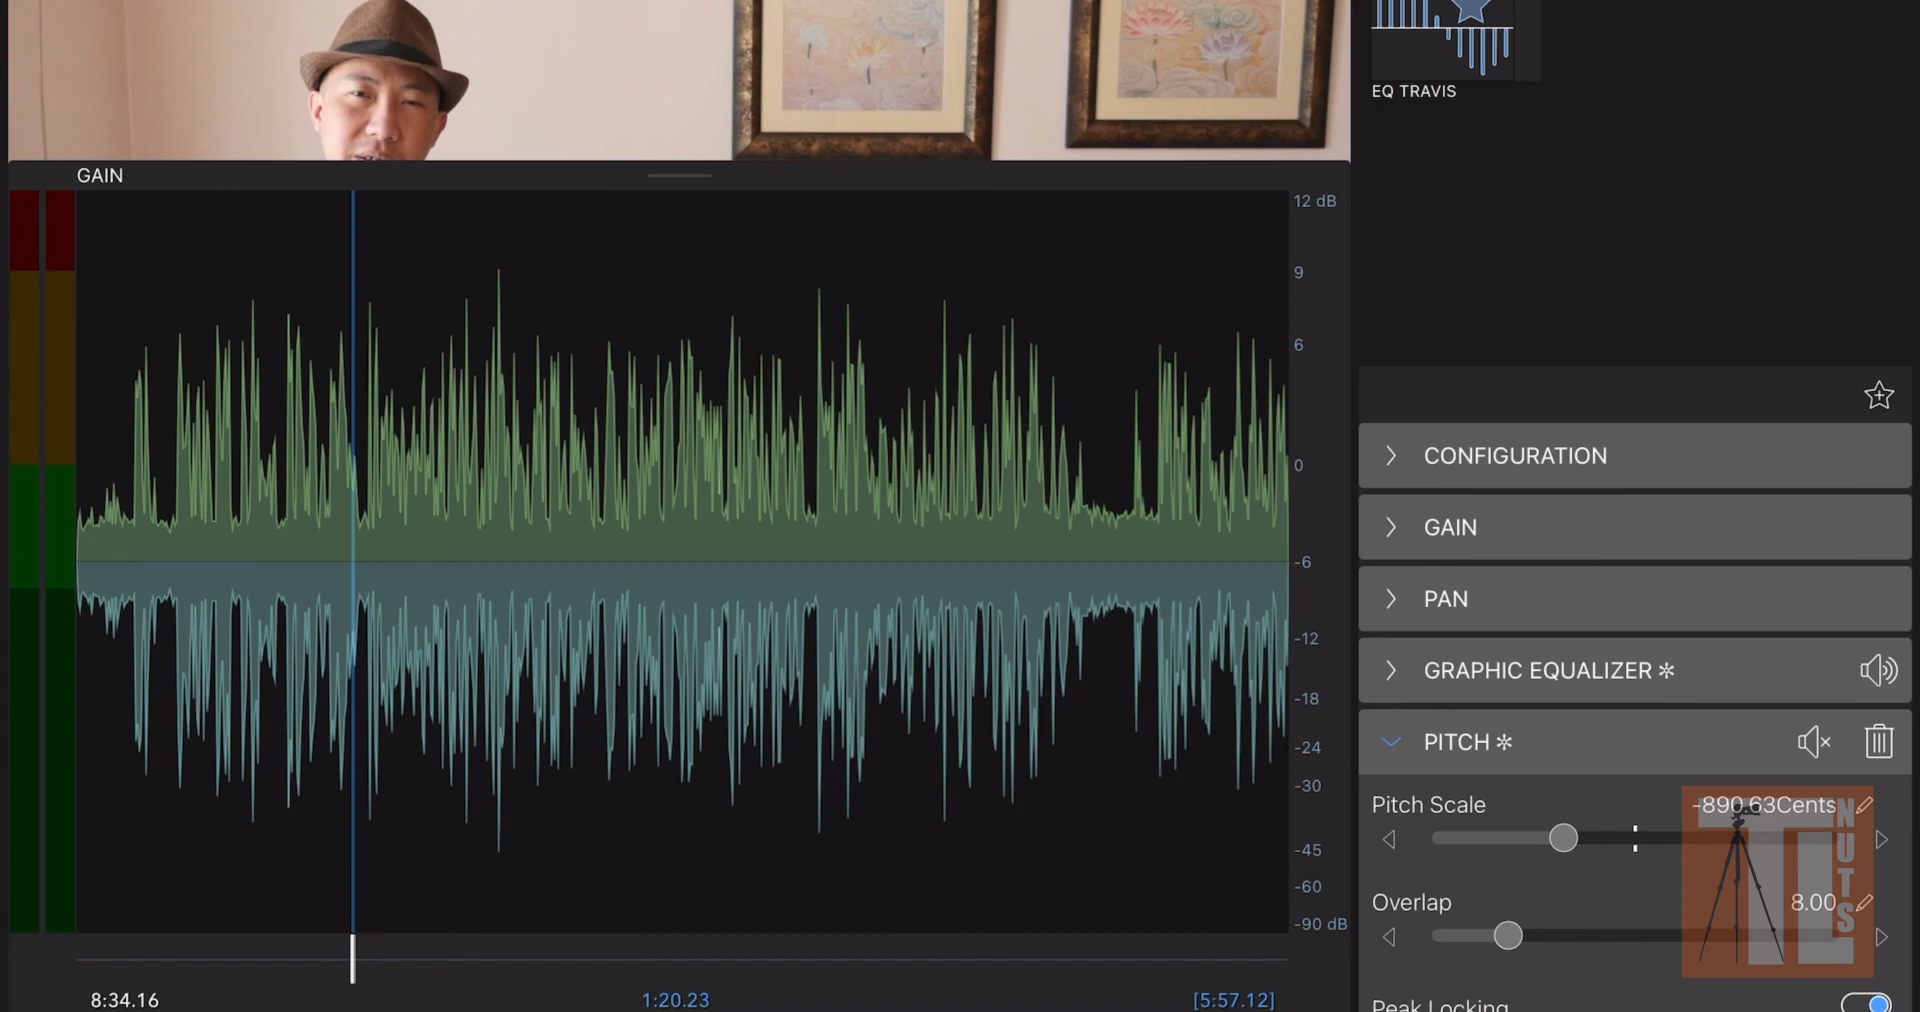 EQ TRAVIS
GAIN
12 dB
9
6
0
-6
-12
-18
-24
-30
-45
-60
-90 dB
8:34.16
1:20.23
[5:57.12]
CONFIGURATION
GAIN
PAN
GRAPHIC EQUALIZER ✻
PITCH ✻
Pitch Scale
-890.63Cents
Overlap
8.00
Peak Locking
NUTS